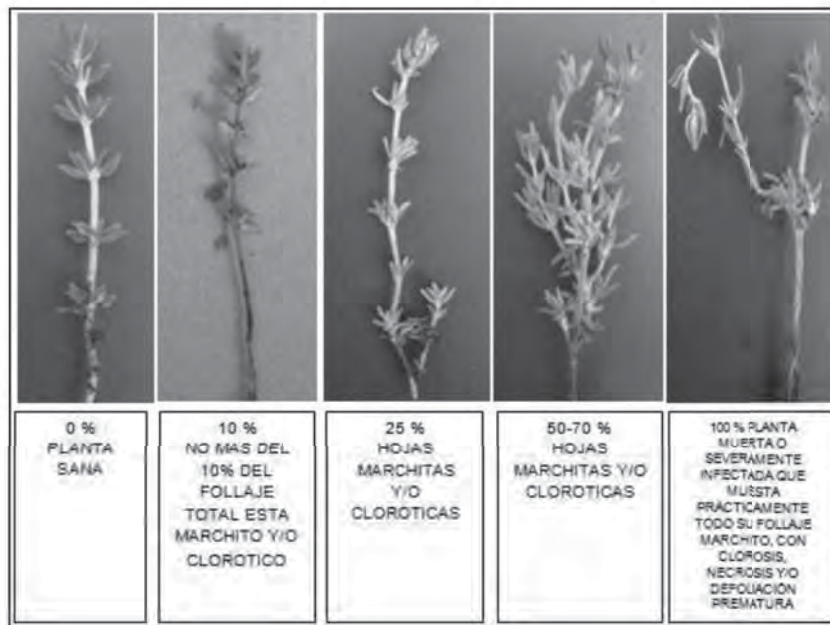 0 %
PLANTA
SANA
10 %
NO MAS DEL
10% DEL
FOLLAJE
TOTAL ESTA
MARCHITO Y/O
CLOROTICO
25 %
HOJAS
MARCHITAS
Y/O
CLOROTICAS
50-70 %
HOJAS
MARCHITAS Y/O
CLOROTICAS
100 % PLANTA
MUERTA O
SEVERAMENTE
INFECTADA QUE
MUESTA
PRÁCTICAMENTE
TODO SU FOLLAJE
MARCHITO, CON
CLOROSIS,
NECROSIS Y/O
DEFOLIACION
PREMATURA